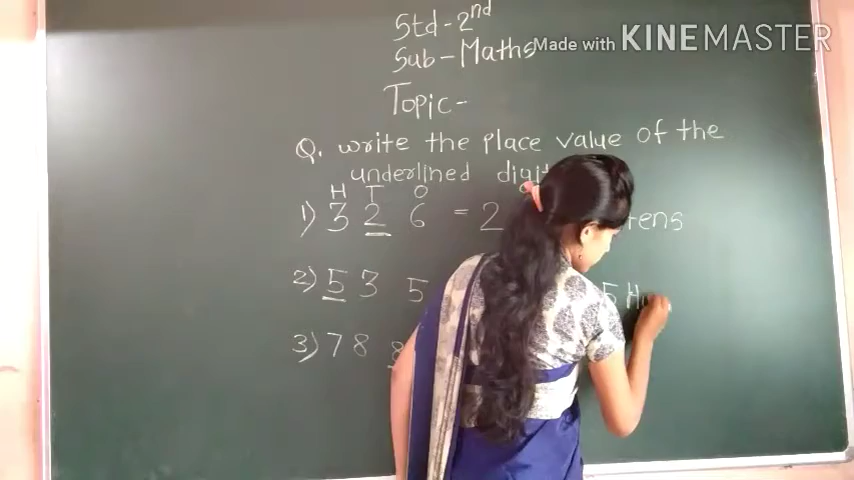 Std - 2nd
Sub - Maths
Made with KINEMASTER
Topic -
Q. write the place value of the
underlined digit
H T O
1) 3 2 6 = 2 tens
2) 5 3 5 5
3) 7 8 8